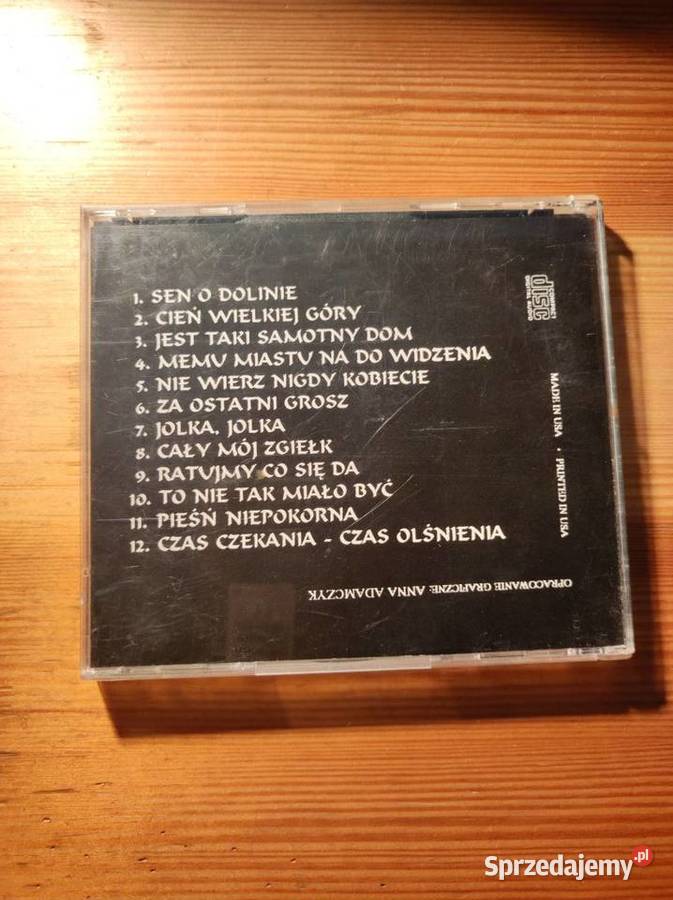 1. SEN O DOLINIE
2. CIEŃ WIELKIEJ GÓRY
3. JEST TAKI SAMOTNY DOM
4. MEMU MIASTU NA DO WIDZENIA
5. NIE WIERZ NIGDY KOBIECIE
6. ZA OSTATNI GROSZ
7. JOLKA, JOLKA
8. CAŁY MÓJ ZGIEŁK
9. RATUJMY CO SIĘ DA
10. TO NIE TAK MIAŁO BYĆ
11. PIEŚŃ NIEPOKORNA
12. CZAS CZEKANIA - CZAS OLŚNIENIA
COMPACT
disc
DIGITAL AUDIO
MADE IN USA • PRINTED IN USA
OPRACOWANIE GRAFICZNE: ANNA ADAMCZYK
Sprzedajemy.pl